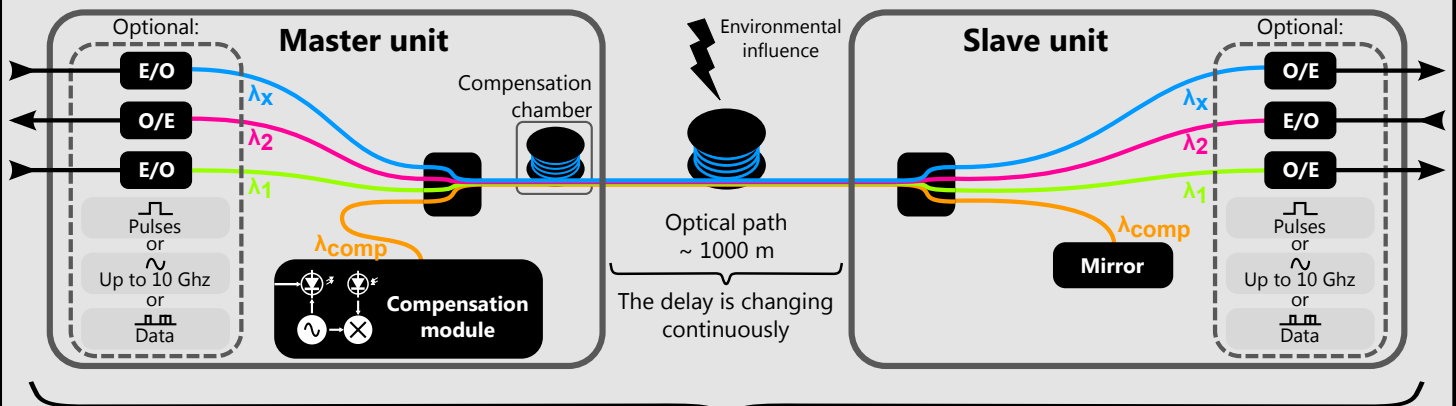 Optional:
Master unit
E/O
λx
O/E
λ2
E/O
λ1
Pulses
or
Up to 10 Ghz
or
Data
Compensation
chamber
λcomp
Compensation
module
Environmental
influence
Optical path
~ 1000 m
The delay is changing
continuously
Slave unit
Optional:
λx
O/E
λ2
E/O
λ1
O/E
λcomp
Mirror
Pulses
or
Up to 10 Ghz
or
Data